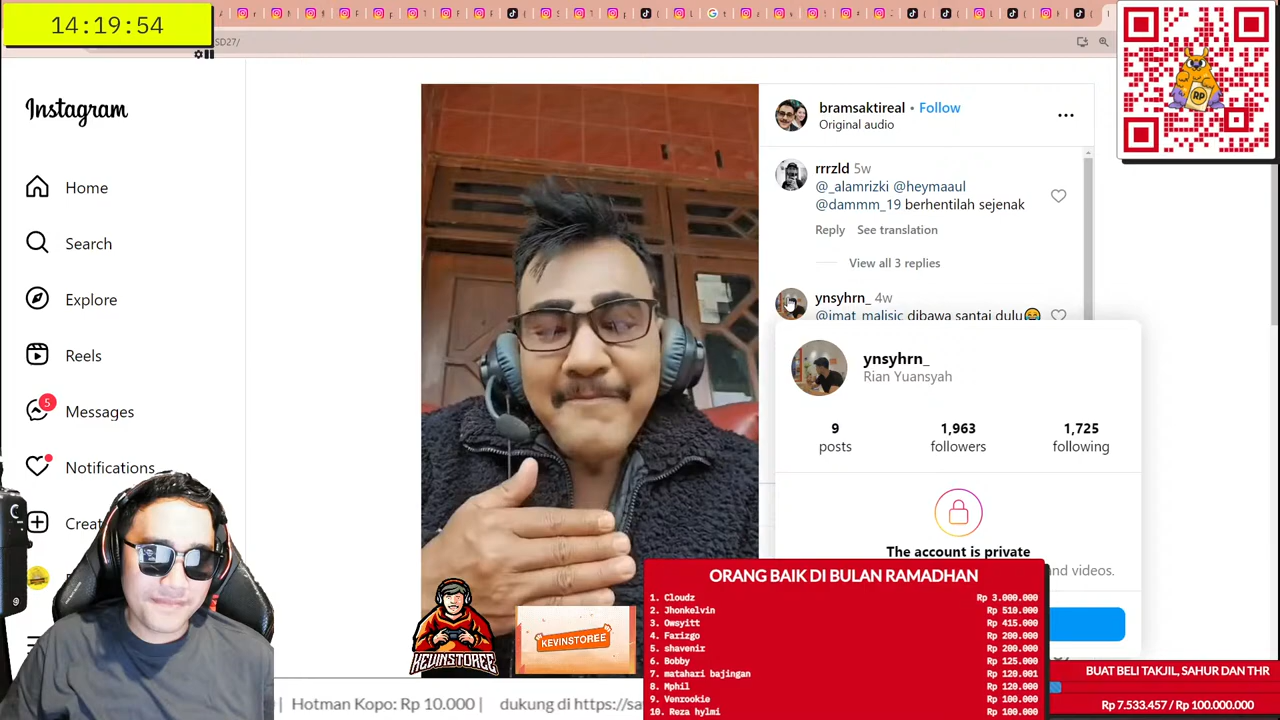 14:19:54
SD27/
Instagram
Home
Search
Explore
Reels
5
Messages
Notifications
bramsaktireal • Follow
Original audio
rrrzld 5w
@_alamrizki @heymaaul
@dammm_19 berhentilah sejenak
Reply See translation
View all 3 replies
ynsyhrn_ 4w
@imat_malisic dibawa santai dulu😂
ynsyhrn_
Rian Yuansyah
9 1,963 1,725
posts followers following
The account is private
and videos.
RP
KEVINSTOREE
KEVINSTOREE
ORANG BAIK DI BULAN RAMADHAN
1. Cloudz Rp 3.000.000
2. Jhonkelvin Rp 510.000
3. Owsyitt Rp 415.000
4. Farizgo Rp 200.000
5. shavenir Rp 200.000
6. Bobby Rp 125.000
7. matahari bajingan Rp 120.001
8. Mphil Rp 120.000
9. Venrookie Rp 100.000
10. Reza hylmi Rp 100.000
BUAT BELI TAKJIL, SAHUR DAN THR
Rp 7.533.457 / Rp 100.000.000
| Hotman Kopo: Rp 10.000 | dukung di https://sa